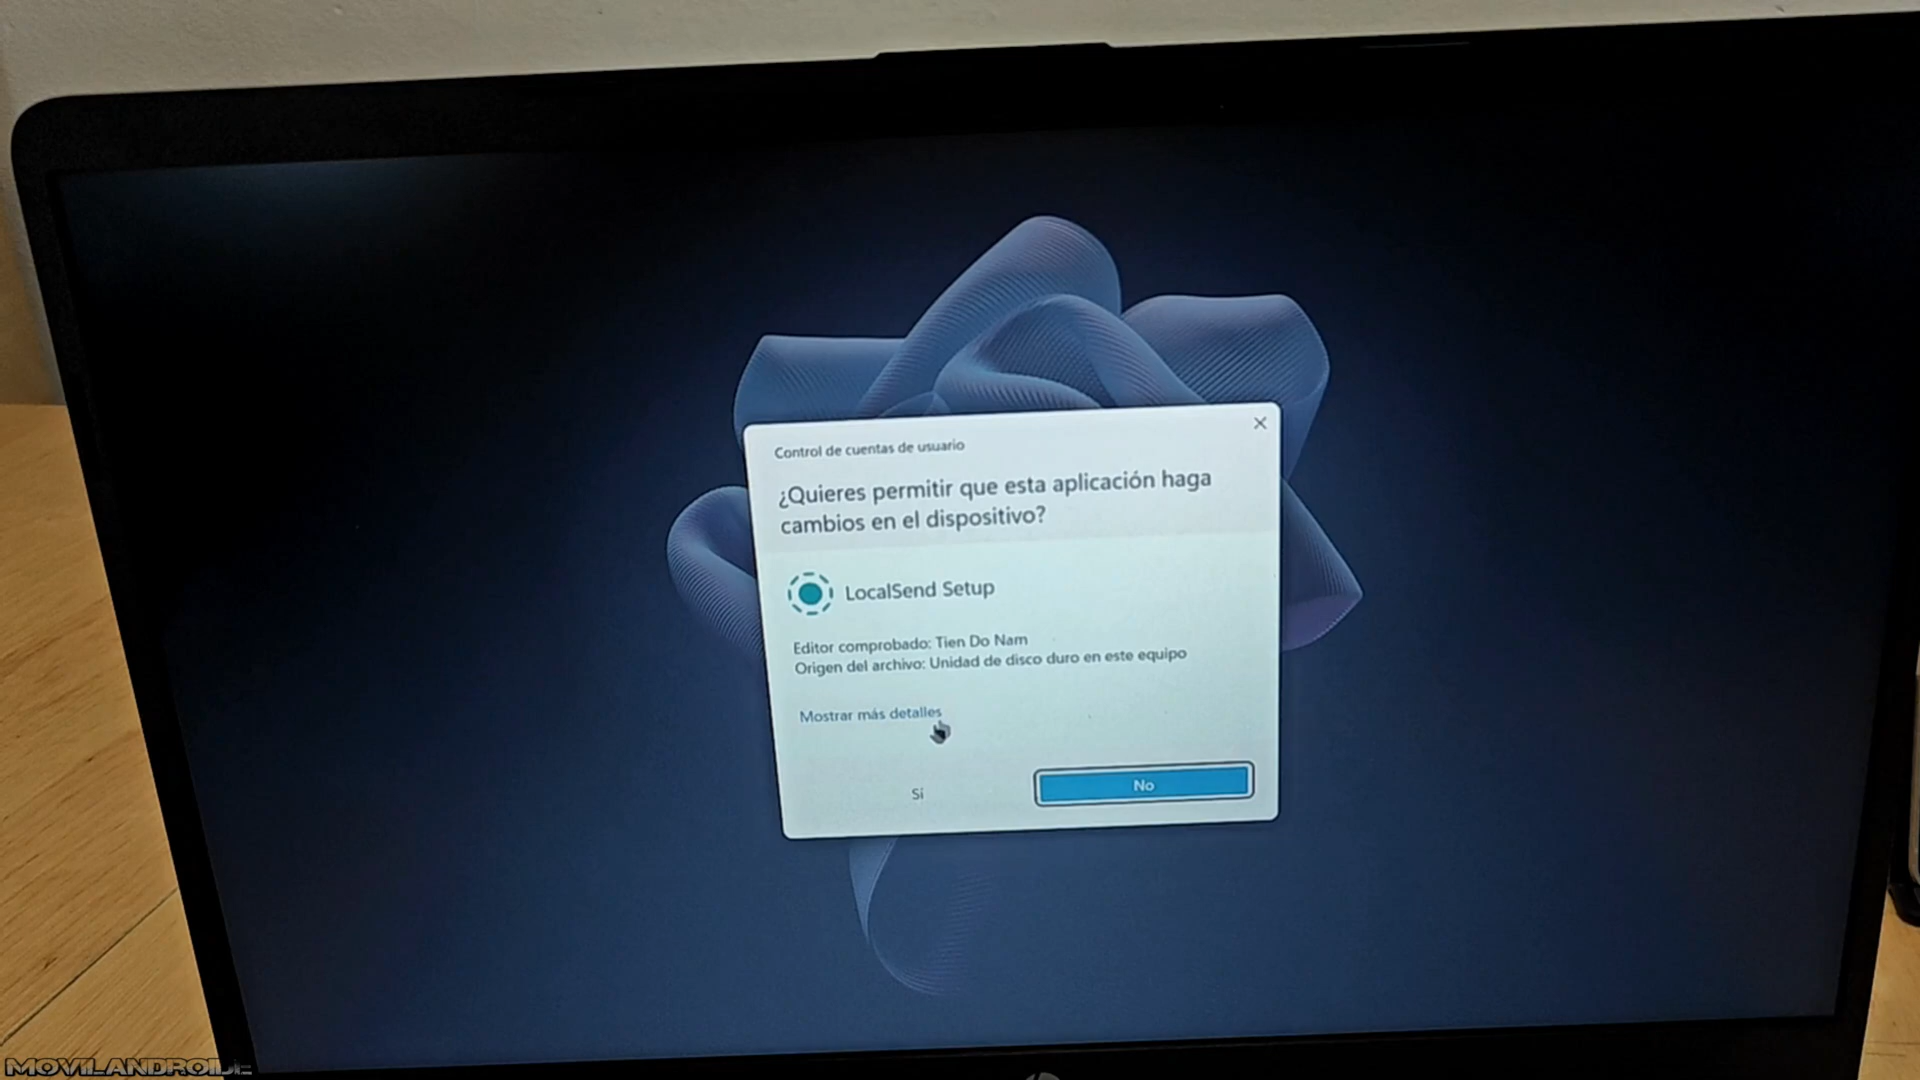 Control de cuentas de usuario
¿Quieres permitir que esta aplicación haga
cambios en el dispositivo?
LocalSend Setup
Editor comprobado: Tien Do Nam
Origen del archivo: Unidad de disco duro en este equipo
Mostrar más detalles
Sí
No
MOVILANDROIDE